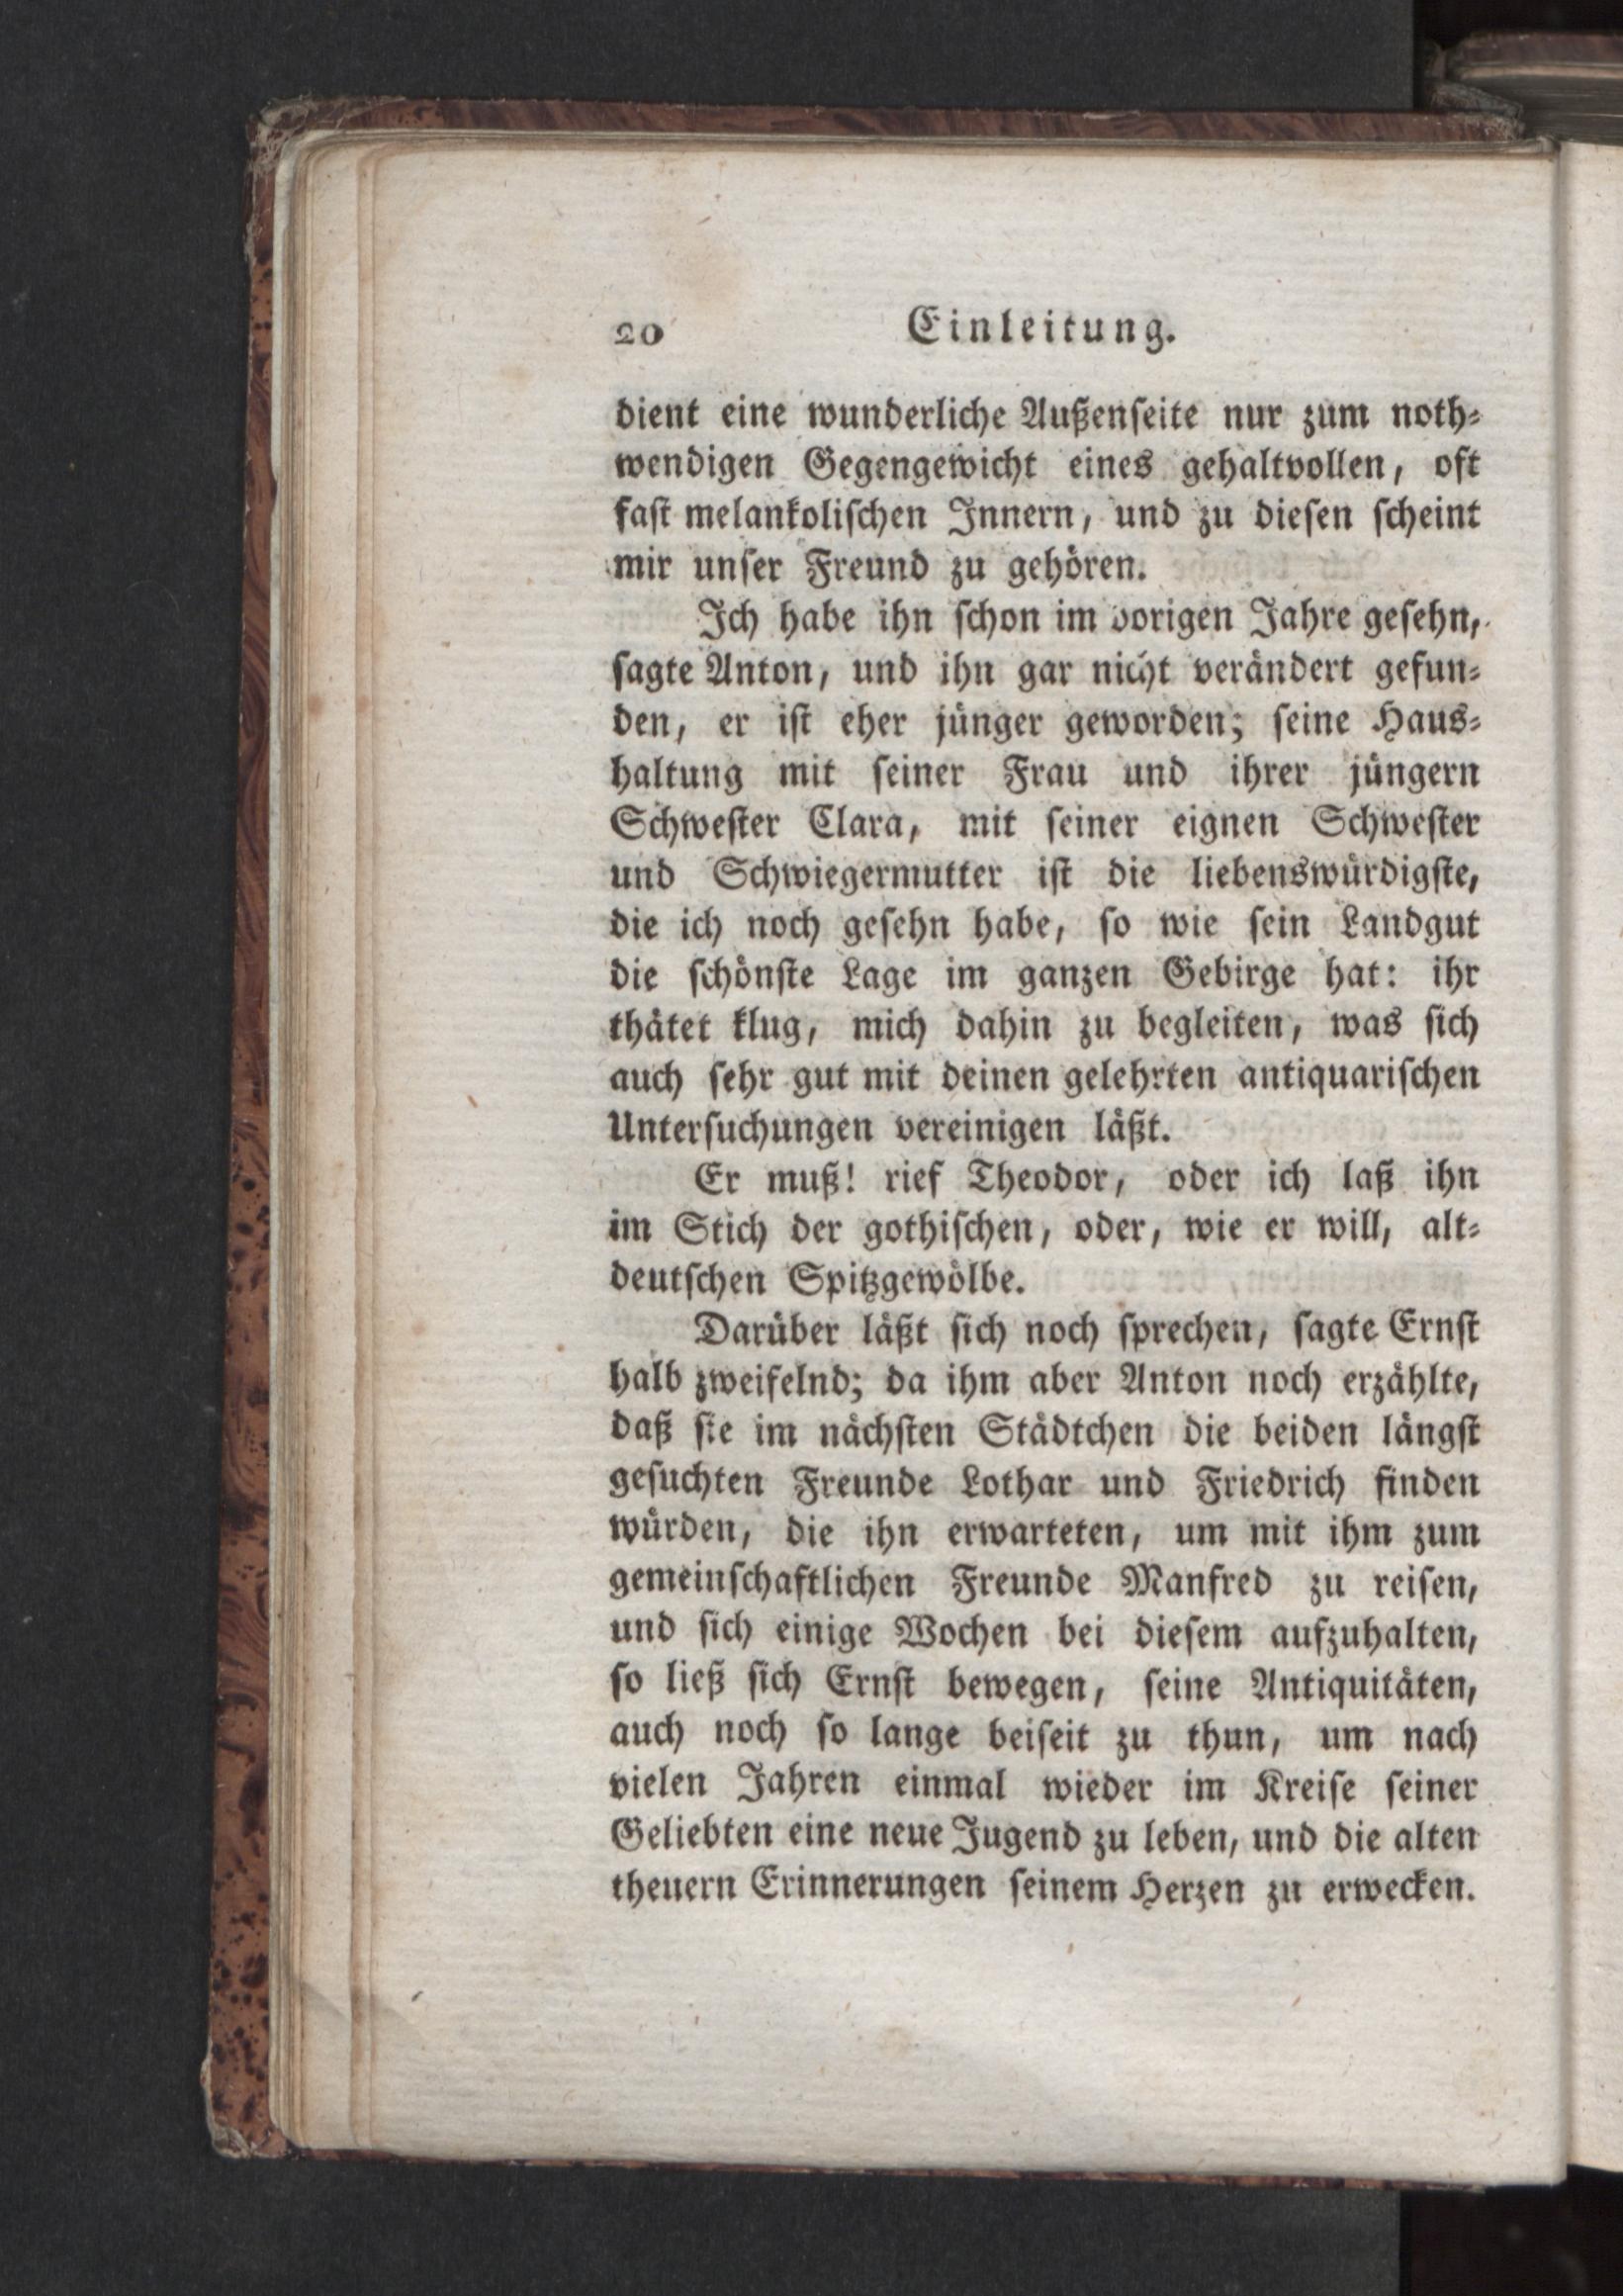 20 Einleitung.
dient eine wunderliche Außenseite nur zum noth-
wendigen Gegengewicht eines gehaltvollen, oft
fast melankolischen Innern, und zu diesen scheint
mir unser Freund zu gehören.
Ich habe ihn schon im vorigen Jahre gesehn,
sagte Anton, und ihn gar nicht verändert gefun-
den, er ist eher jünger geworden; seine Haus-
haltung mit seiner Frau und ihrer jüngern
Schwester Clara, mit seiner eignen Schwester
und Schwiegermutter ist die liebenswürdigste,
die ich noch gesehn habe, so wie sein Landgut
die schönste Lage im ganzen Gebirge hat: ihr
thätet klug, mich dahin zu begleiten, was sich
auch sehr gut mit deinen gelehrten antiquarischen
Untersuchungen vereinigen läßt.
Er muß! rief Theodor, oder ich laß ihn
im Stich der gothischen, oder, wie er will, alt-
deutschen Spitzgewölbe.
Darüber läßt sich noch sprechen, sagte Ernst
halb zweifelnd; da ihm aber Anton noch erzählte,
daß sie im nächsten Städtchen die beiden längst
gesuchten Freunde Lothar und Friedrich finden
würden, die ihn erwarteten, um mit ihm zum
gemeinschaftlichen Freunde Manfred zu reisen,
und sich einige Wochen bei diesem aufzuhalten,
so ließ sich Ernst bewegen, seine Antiquitäten,
auch noch so lange beiseit zu thun, um nach
vielen Jahren einmal wieder im Kreise seiner
Geliebten eine neue Jugend zu leben, und die alten
theuern Erinnerungen seinem Herzen zu erwecken.